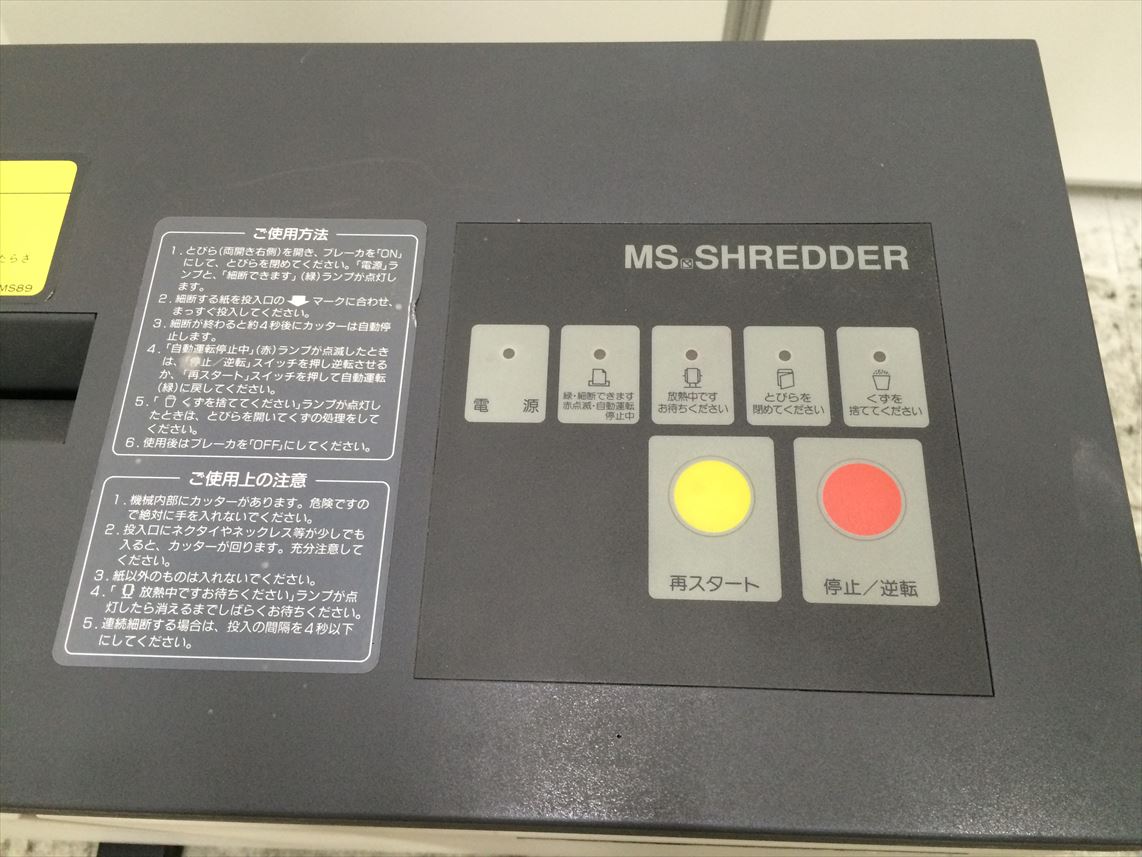 たらさ
MS89
ご使用方法
1. とびら(両開き右側)を開き、ブレーカを「ON」
にして、とびらを閉めてください。「電源」ラ
ンプと、「細断できます」(緑)ランプが点灯し
ます。
2. 細断する紙を投入口の マークに合わせ、
まっすぐ投入してください。
3. 細断が終わると約4秒後にカッターは自動停
止します。
4. 「自動運転停止中」(赤)ランプが点滅したとき
は、「停止/逆転」スイッチを押し逆転させる
か、「再スタート」スイッチを押して自動運転
(緑)に戻してください。
5. 「 くずを捨ててください」ランプが点灯し
たときは、とびらを開いてくずの処理をして
ください。
6. 使用後はブレーカを「OFF」にしてください。
ご使用上の注意
1. 機械内部にカッターがあります。危険ですの
で絶対に手を入れないでください。
2. 投入口にネクタイやネックレス等が少しでも
入ると、カッターが回ります。充分注意して
ください。
3. 紙以外のものは入れないでください。
4. 「 放熱中ですお待ちください」ランプが点
灯したら消えるまでしばらくお待ちください。
5. 連続細断する場合は、投入の間隔を4秒以下
にしてください。
MS SHREDDER
電 源
緑・細断できます
赤点滅・自動運転
停止中
放熱中です
お待ちください
とびらを
閉めてください
くずを
捨ててください
再スタート
停止/逆転